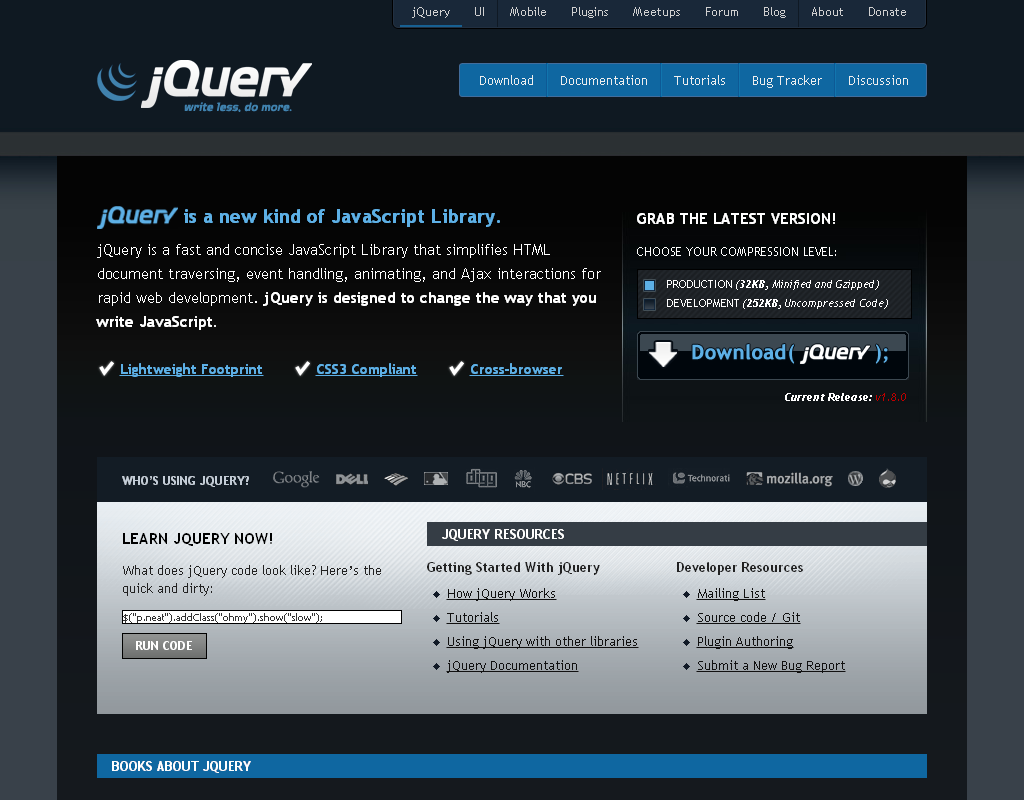 jQuery UI Mobile Plugins Meetups Forum Blog About Donate
jQuery
write less, do more.
Download Documentation Tutorials Bug Tracker Discussion
jQuery is a new kind of JavaScript Library.
jQuery is a fast and concise JavaScript Library that simplifies HTML
document traversing, event handling, animating, and Ajax interactions for
rapid web development. jQuery is designed to change the way that you
write JavaScript.
Lightweight Footprint CSS3 Compliant Cross-browser
GRAB THE LATEST VERSION!
CHOOSE YOUR COMPRESSION LEVEL:
PRODUCTION (32KB, Minified and Gzipped)
DEVELOPMENT (252KB, Uncompressed Code)
Download( jQuery );
Current Release: v1.8.0
WHO'S USING JQUERY? Google DELL NBC CBS NETFLIX Technorati mozilla.org
LEARN JQUERY NOW!
What does jQuery code look like? Here's the
quick and dirty:
$("p.neat").addClass("ohmy").show("slow");
RUN CODE
JQUERY RESOURCES
Getting Started With jQuery
How jQuery Works
Tutorials
Using jQuery with other libraries
jQuery Documentation
Developer Resources
Mailing List
Source code / Git
Plugin Authoring
Submit a New Bug Report
BOOKS ABOUT JQUERY